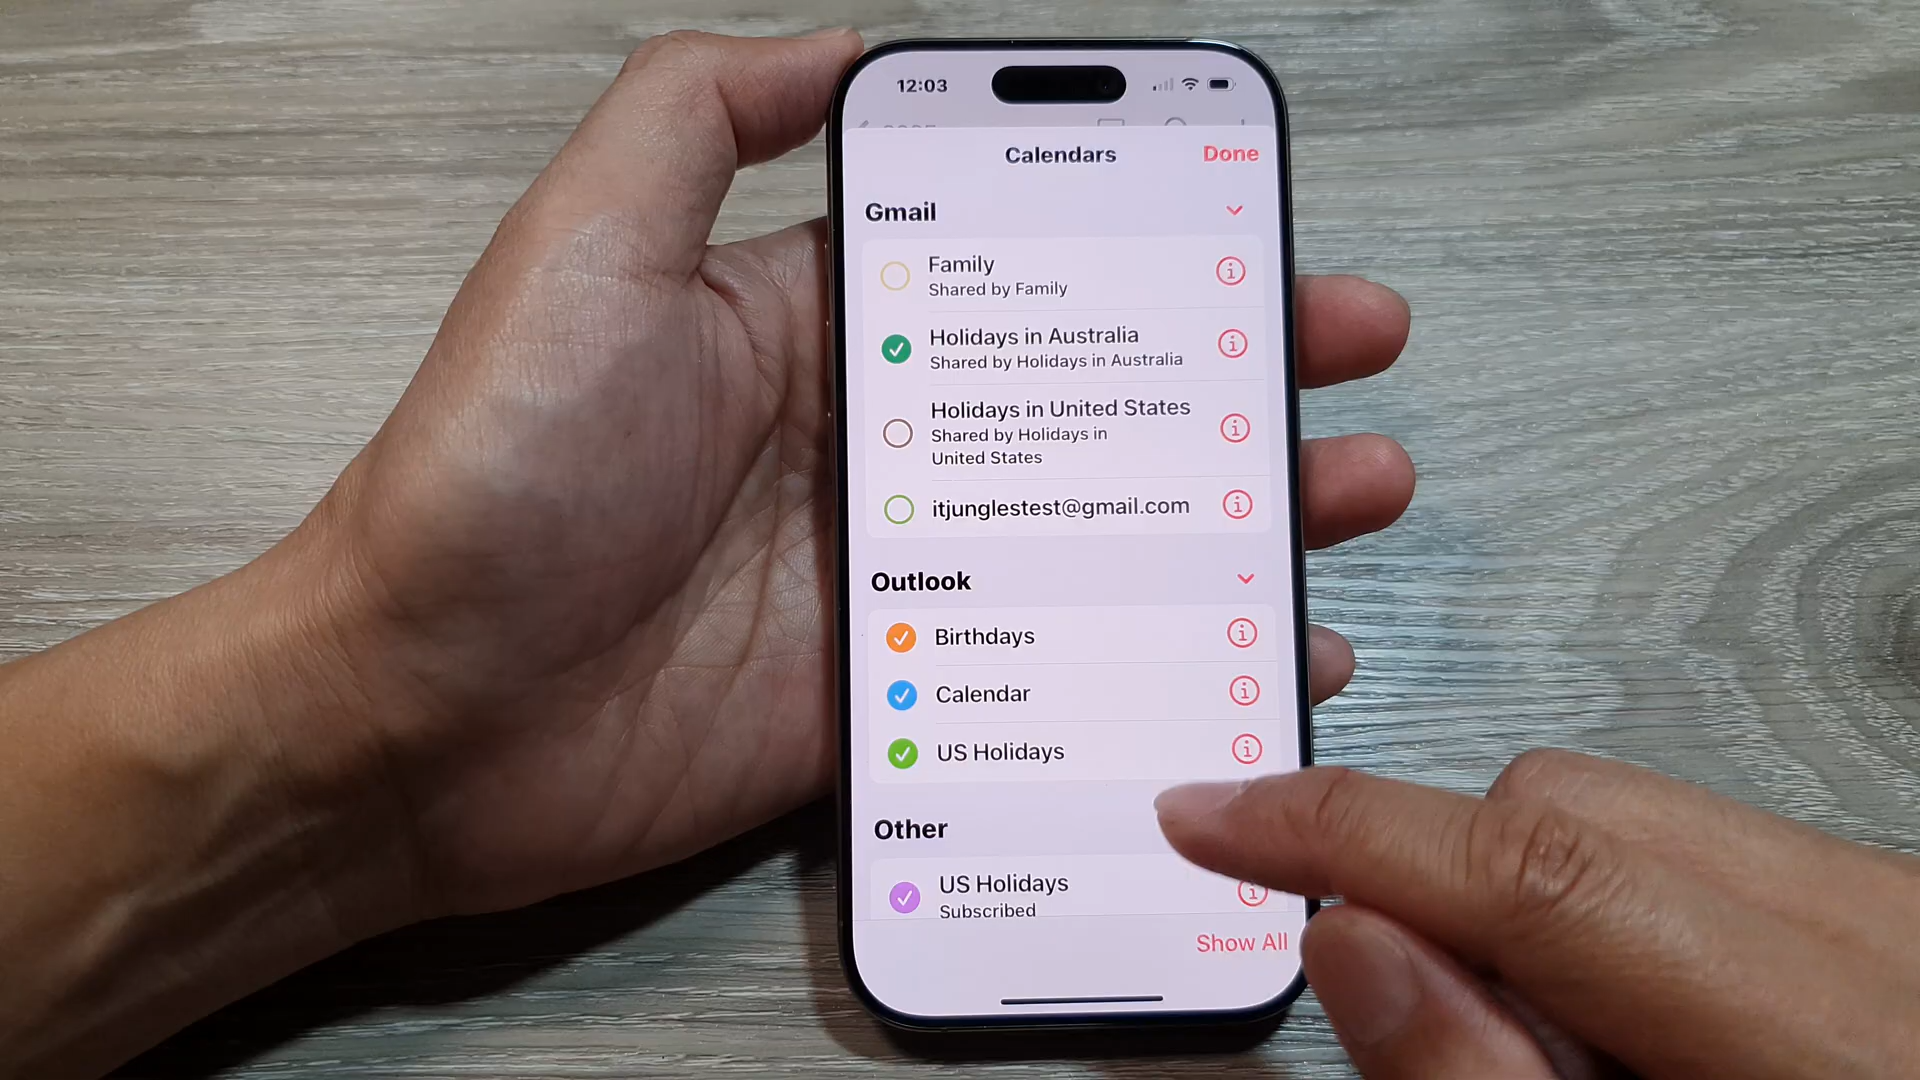 12:03
Calendars
Done
Gmail
Family
Shared by Family
Holidays in Australia
Shared by Holidays in Australia
Holidays in United States
Shared by Holidays in
United States
itjunglestest@gmail.com
Outlook
Birthdays
Calendar
US Holidays
Other
US Holidays
Subscribed
Show All